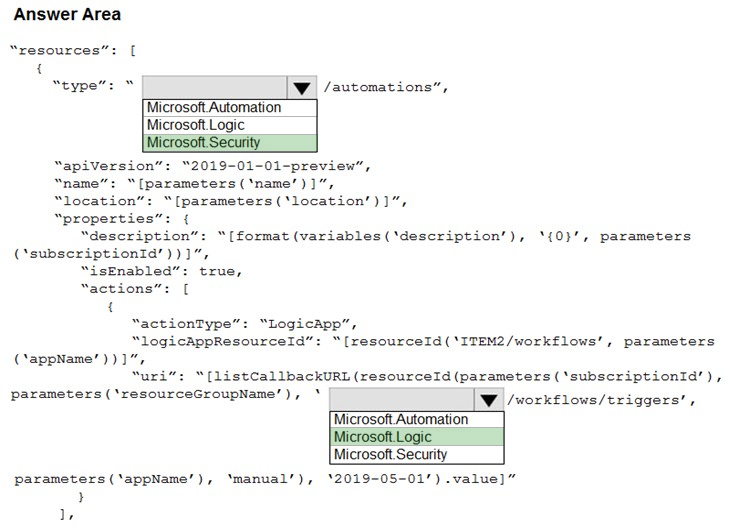 Answer Area
“resources”: [
{
“type”: “ /automations”,
Microsoft.Automation
Microsoft.Logic
Microsoft.Security
“apiVersion”: “2019-01-01-preview”,
“name”: “[parameters(‘name’)]”,
“location”: “[parameters(‘location’)]”,
“properties”: {
“description”: “[format(variables(‘description’), ‘{0}’, parameters
(‘subscriptionId’))]”,
“isEnabled”: true,
“actions”: [
{
“actionType”: “LogicApp”,
“logicAppResourceId”: “[resourceId(‘ITEM2/workflows’, parameters
(‘appName’))]”,
“uri”: “[listCallbackURL(resourceId(parameters(‘subscriptionId’),
parameters(‘resourceGroupName’), ‘ /workflows/triggers’,
Microsoft.Automation
Microsoft.Logic
Microsoft.Security
parameters(‘appName’), ‘manual’), ‘2019-05-01’).value]”
}
],